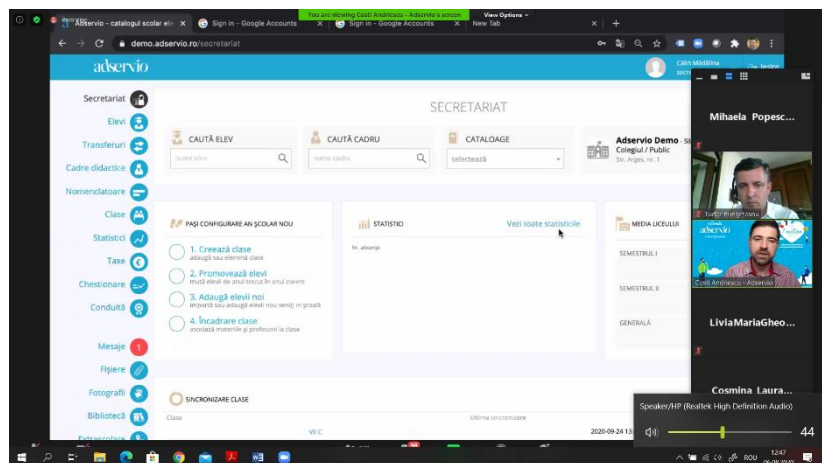 Adservio - catalogul scolar ele
Sign in - Google Accounts
You are viewing Costi Andriescu - Adservio's screen
View Options
Sign in - Google Accounts
New Tab
demo.adservio.ro/secretariat
adservio
Călin Mădălina
Secretariat
Elevi
Transferuri
Cadre didactice
Nomenclatoare
Clase
Statistici
Taxe
Chestionare
Conduită
Mesaje 1
Fișiere
Fotografii
Bibliotecă
Extrascolare
SECRETARIAT
CAUTĂ ELEV
nume elev
CAUTĂ CADRU
nume cadru
CATALOAGE
selectează
Adservio Demo
Colegiul / Public
Str. Arges, nr. 1
PAȘI CONFIGURARE AN ȘCOLAR NOU
1. Creează clase
adaugă sau elimină clase
2. Promovează elevi
mută elevii de anul trecut în anul curent
3. Adaugă elevii noi
importă sau adaugă elevii nou veniți în școală
4. Încadrare clase
asociază materiile și profesorii la clase
STATISTICI
Vezi toate statisticile
Nr. absențe
MEDIA LICEULUI
SEMESTRUL I
SEMESTRUL II
GENERALĂ
SINCRONIZARE CLASE
Clasa
Ultima sincronizare
VII C
2020-09-24 13:
Mihaela Popesc...
adservio
Costi Andriescu - Adservio
LiviaMariaGheo...
Cosmina Laura...
Speaker/HP (Realtek High Definition Audio)
44
ROU
12:47